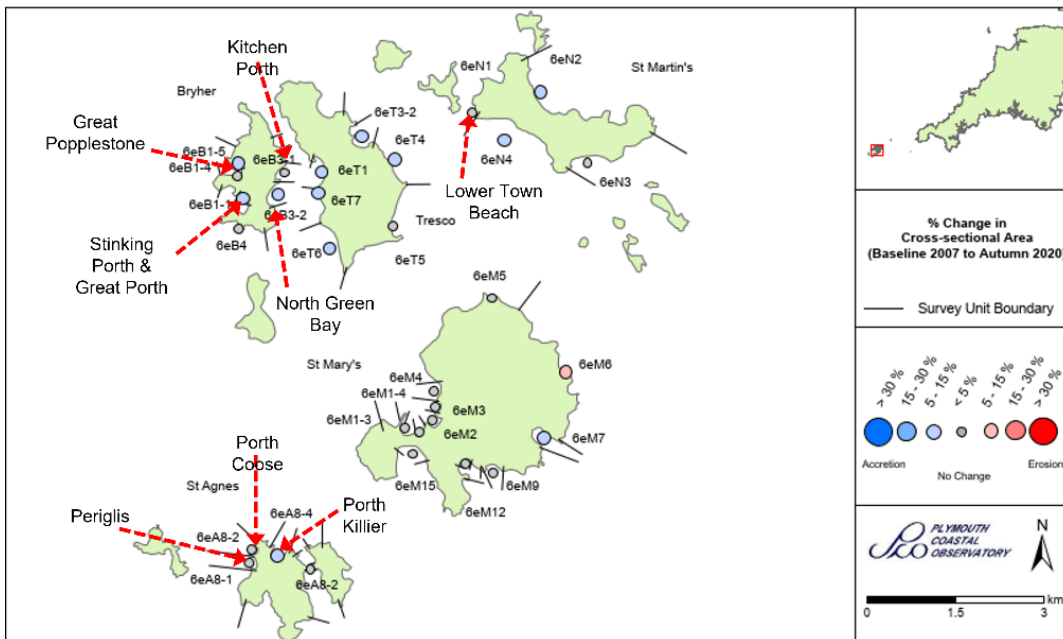 Kitchen
Porth
Bryher
Great
Popplestone
6eB1-5
6eB1-4
6eB3-1
6eB1-1
6eB3-2
6eB4
Stinking
Porth &
Great Porth
North Green
Bay
6eT3-2
6eT4
6eT1
6eT7
Tresco
6eT6
6eT5
6eN1
6eN2
St Martin's
6eN4
6eN3
Lower Town
Beach
6eM5
St Mary's
6eM4
6eM6
6eM1-4
6eM3
6eM1-3
6eM2
6eM7
6eM15
6eM9
6eM12
Porth
Coose
St Agnes
Periglis
6eA8-4
Porth
Killier
6eA8-2
6eA8-1
6eA8-2
% Change in
Cross-sectional Area
(Baseline 2007 to Autumn 2020)
Survey Unit Boundary
> 30 %
15 - 30 %
5 - 15 %
< 5 %
5 - 15 %
15 - 30 %
> 30 %
Accretion
No Change
Erosion
PLYMOUTH
COASTAL
OBSERVATORY
N
km
0 1.5 3